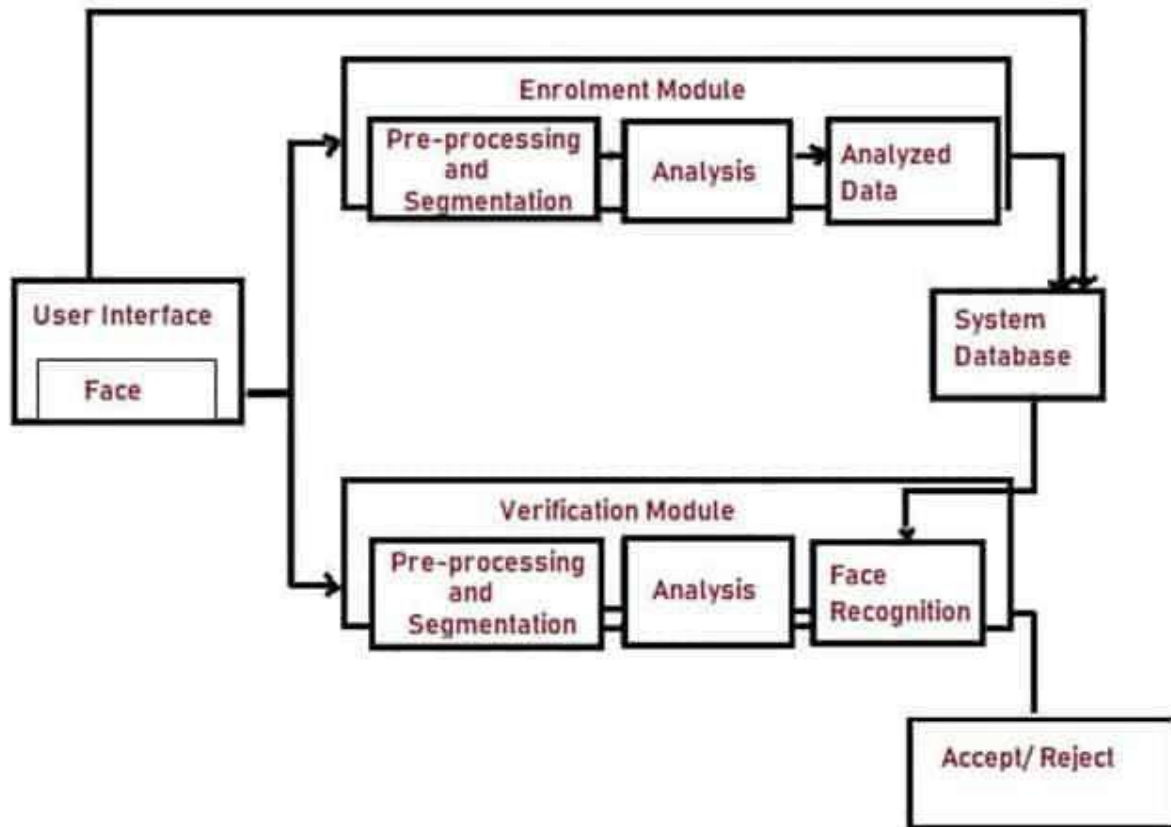 Enrolment Module
Pre-processing
and
Segmentation
Analysis
Analyzed
Data
User Interface
Face
System
Database
Verification Module
Pre-processing
and
Segmentation
Analysis
Face
Recognition
Accept/ Reject